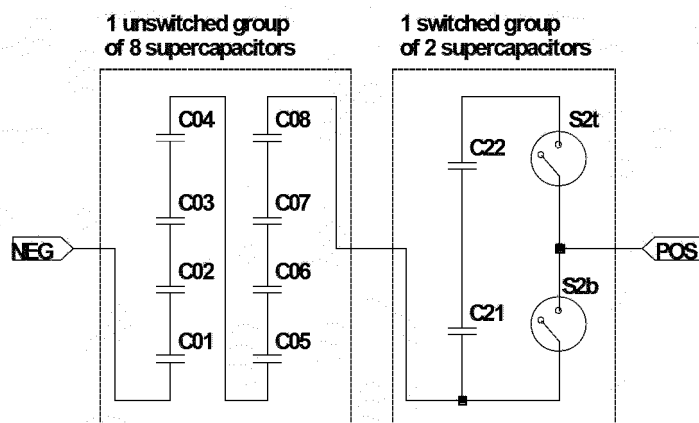 1 unswitched group
of 8 supercapacitors
1 switched group
of 2 supercapacitors
C04
C08
S2t
C22
C03
C07
NEG
POS
C02
C06
S2b
C21
C01
C05